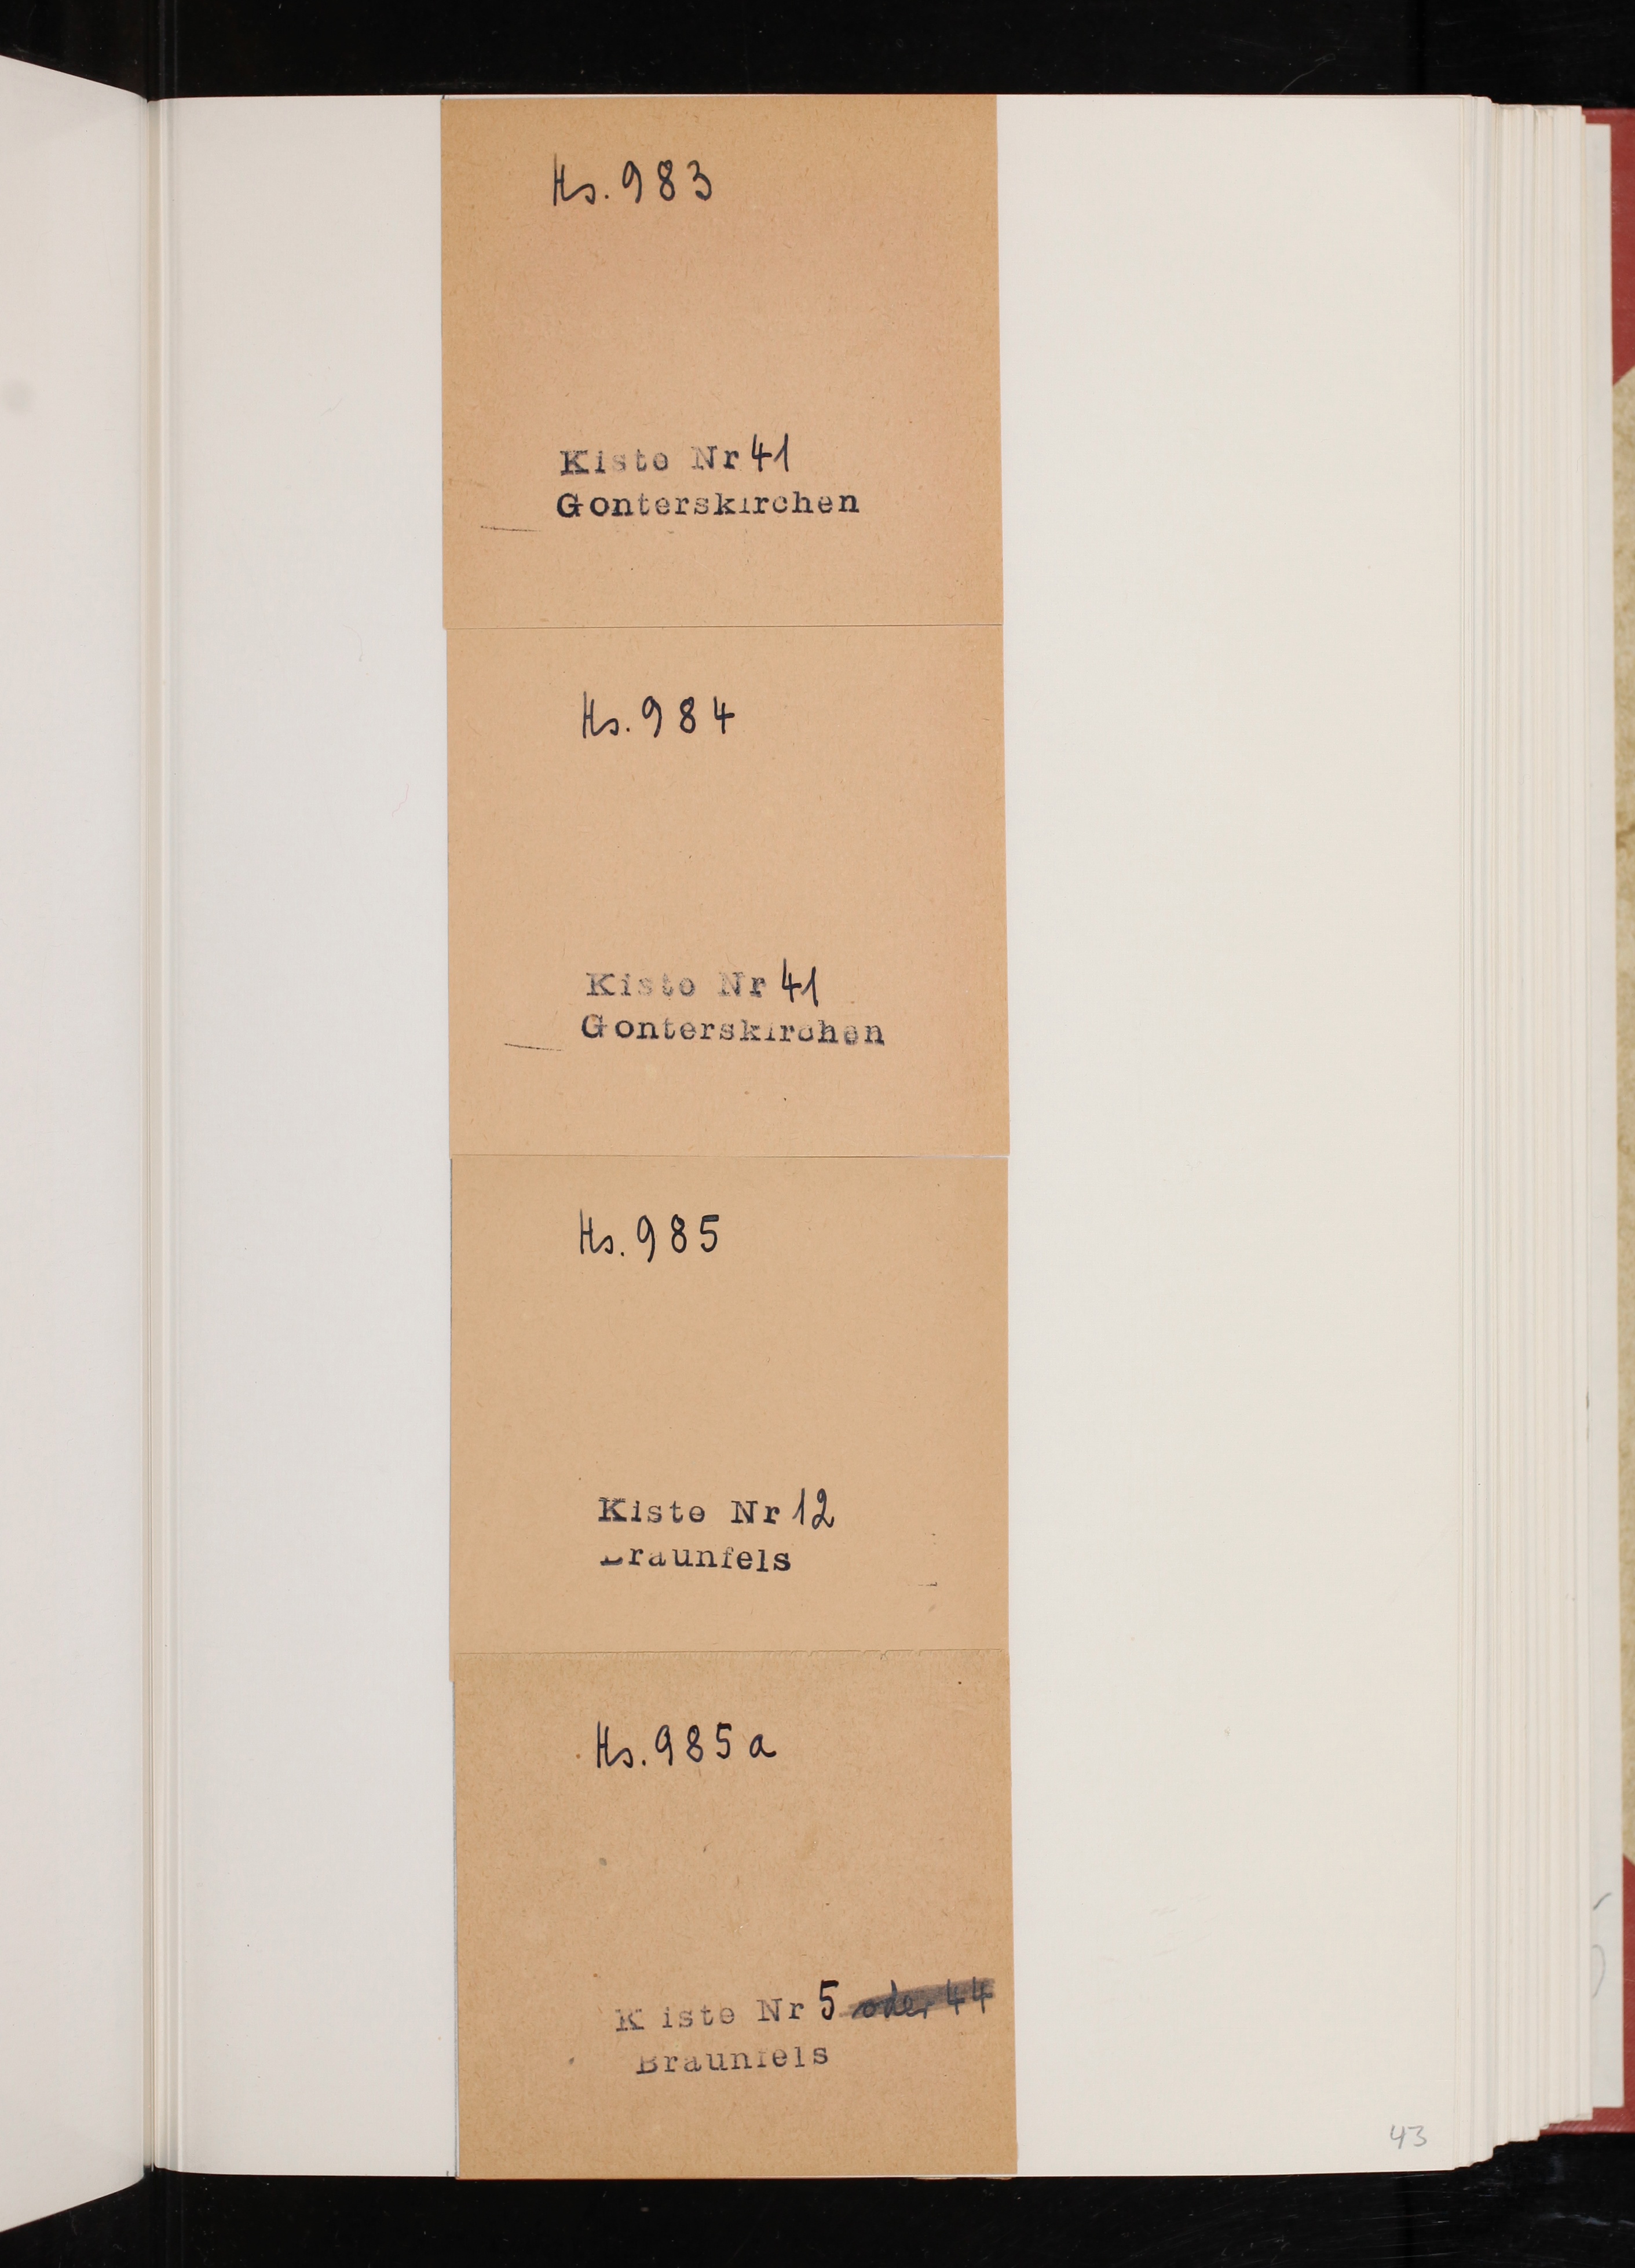 Hs. 983
Kiste Nr 41
Gonterskirchen
Hs. 984
Kiste Nr 41
Gonterskirchen
Hs. 985
Kiste Nr 12
Braunfels
Hs. 985a
Kiste Nr 5 oder 44
Braunfels
43